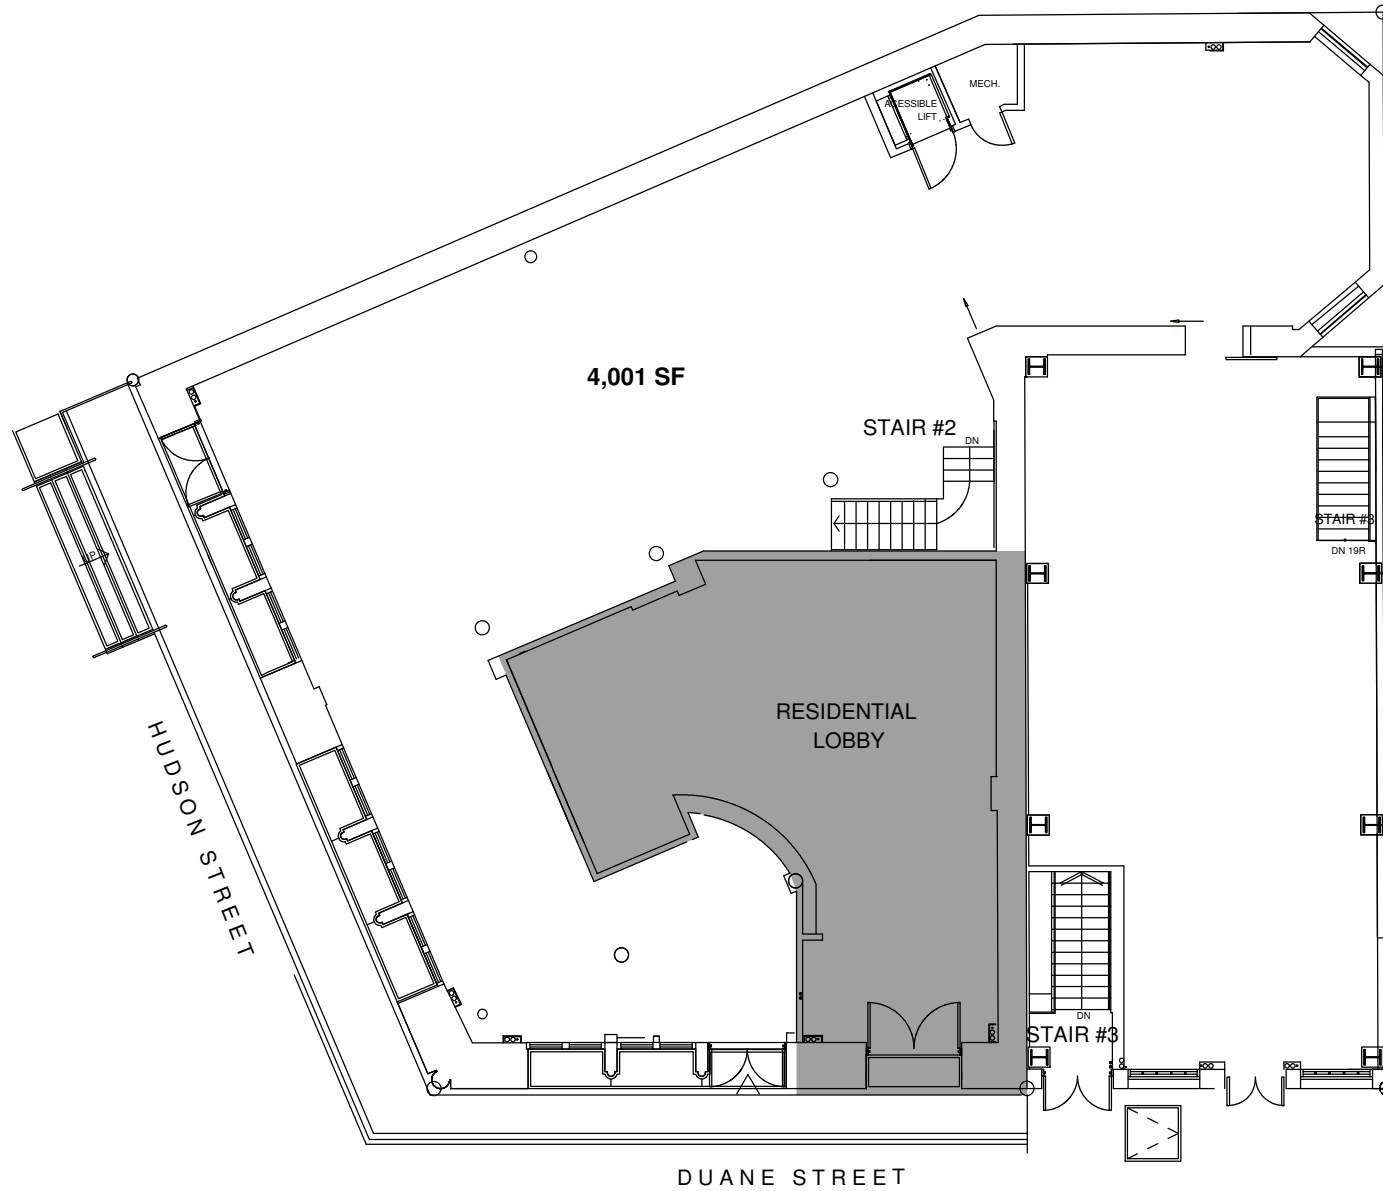 MECH.
ACESSIBLE
LIFT
4,001 SF
STAIR #2
DN
STAIR #3
DN 19R
UP
RESIDENTIAL
LOBBY
HUDSON STREET
DN
STAIR #3
DUANE STREET